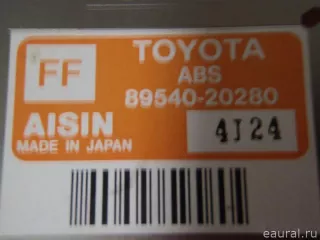 FF
TOYOTA
ABS
89540-20280
AISIN
MADE IN JAPAN
4J24
eaural.ru